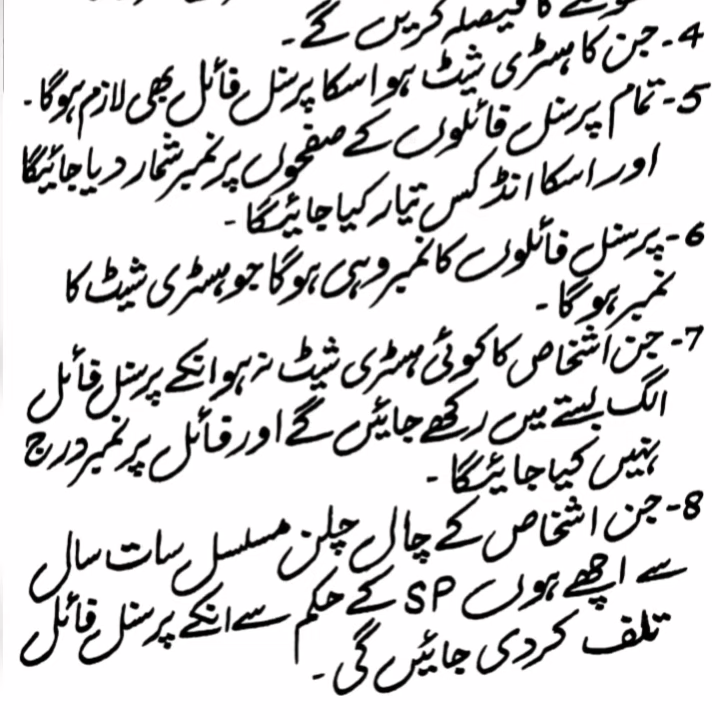 کا فیصلہ کریں گے۔
4- جن کا ہسٹری شیٹ ہو اسکا پرسنل فائل بھی لازم ہوگا۔
5- تمام پرسنل فائلوں کے صفحوں پر نمبر شمار دیا جائیگا
اور اسکا انڈکس تیار کیا جائیگا۔
6- پرسنل فائلوں کا نمبر وہی ہوگا جو ہسٹری شیٹ کا
نمبر ہوگا۔
7- جن اشخاص کا کوئی ہسٹری شیٹ نہ ہو انکے پرسنل فائل
الگ بستے میں رکھے جائیں گے اور فائل پر نمبر درج
نہیں کیا جائیگا۔
8- جن اشخاص کے چال چلن مسلسل سات سال
سے اچھے ہوں SP کے حکم سے انکے پرسنل فائل
تلف کر دی جائیں گی۔